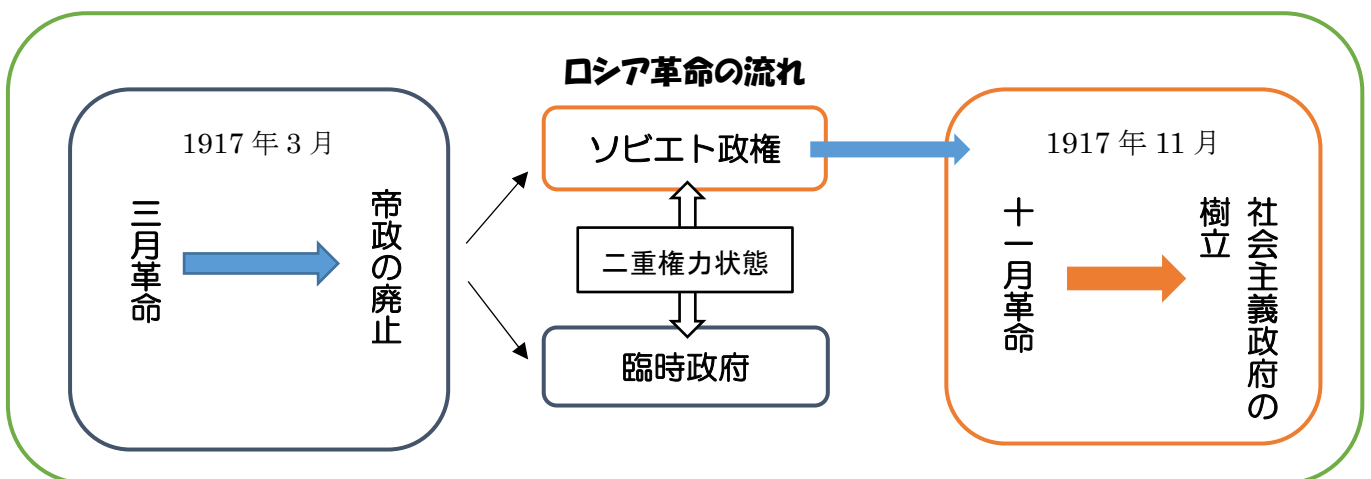 ロシア革命の流れ
1917年3月
三月革命
帝政の廃止
ソビエト政権
二重権力状態
臨時政府
1917年11月
十一月革命
社会主義政府の
樹立